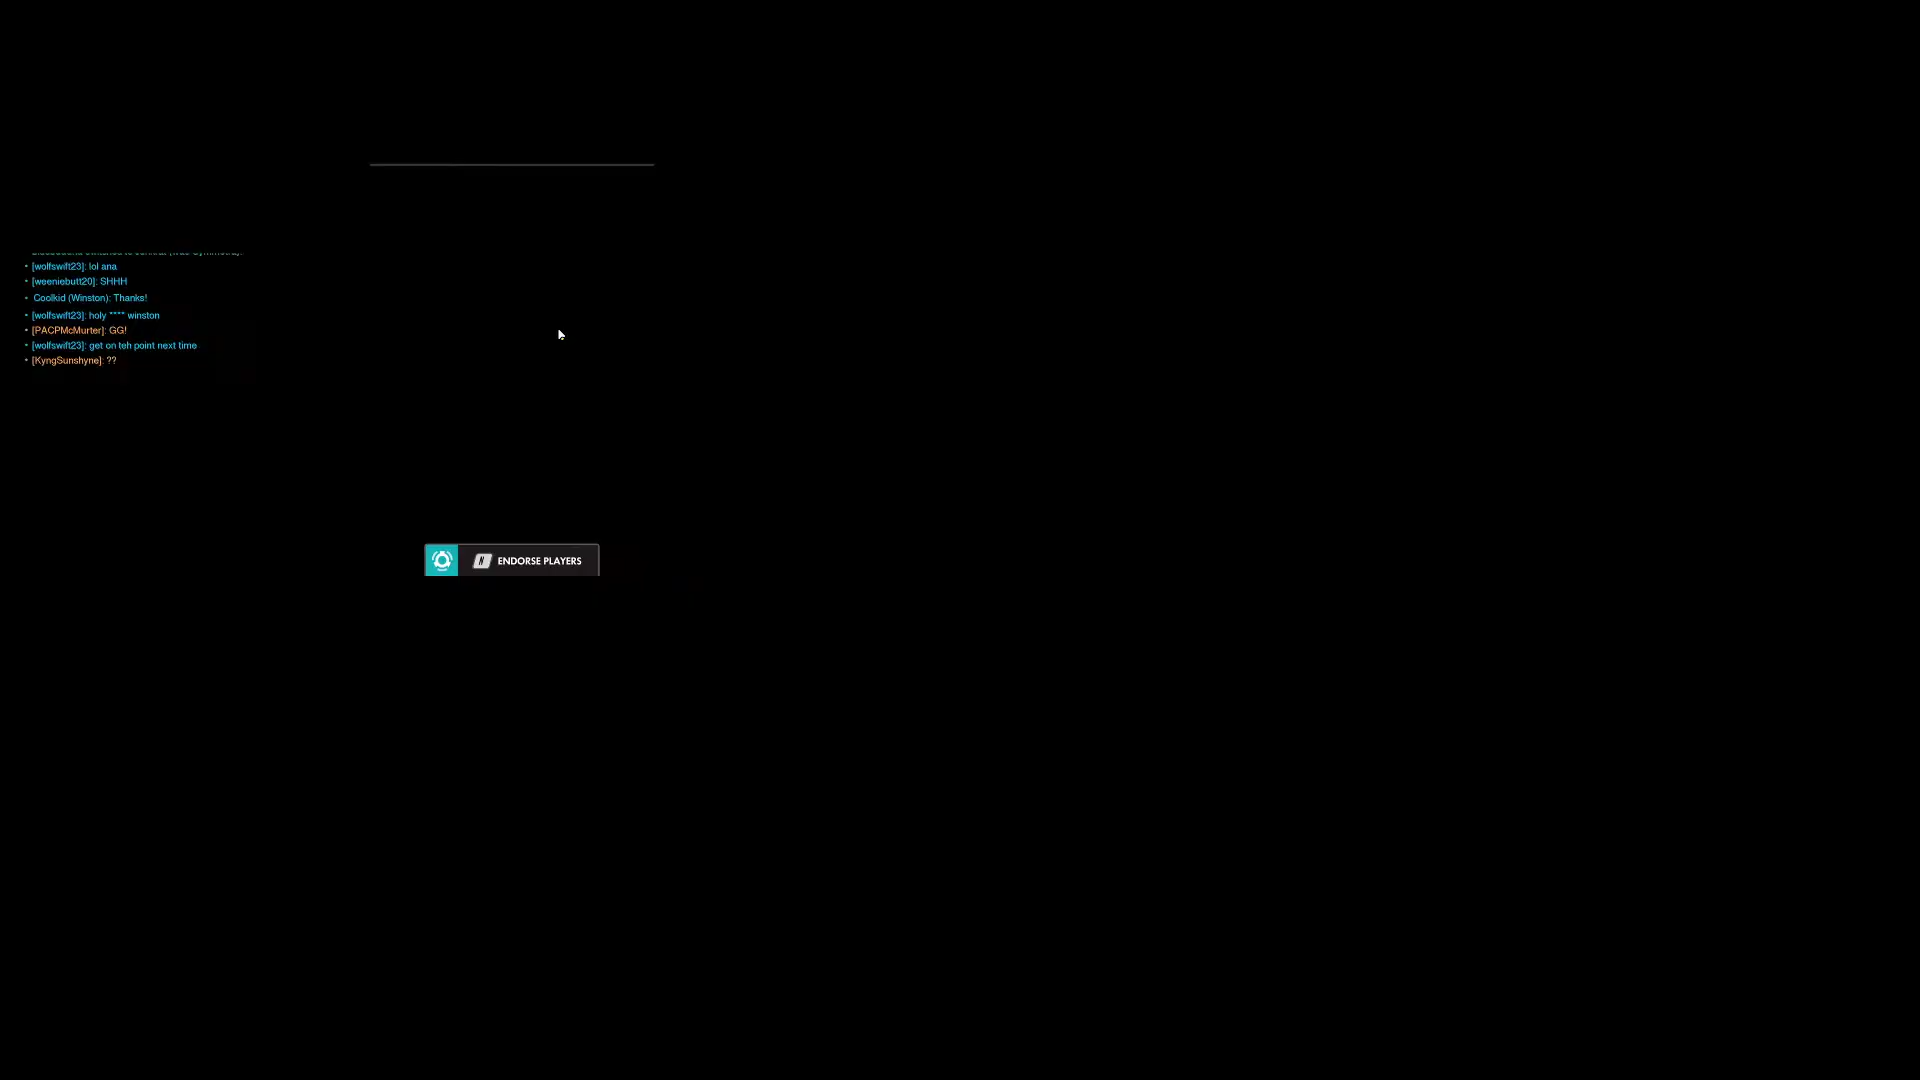 [wolfswift23]: lol ana
[weeniebutt20]: SHHH
Coolkid (Winston): Thanks!
[wolfswift23]: holy **** winston
[PACPMcMurter]: GG!
[wolfswift23]: get on teh point next time
[KyngSunshyne]: ??
N ENDORSE PLAYERS